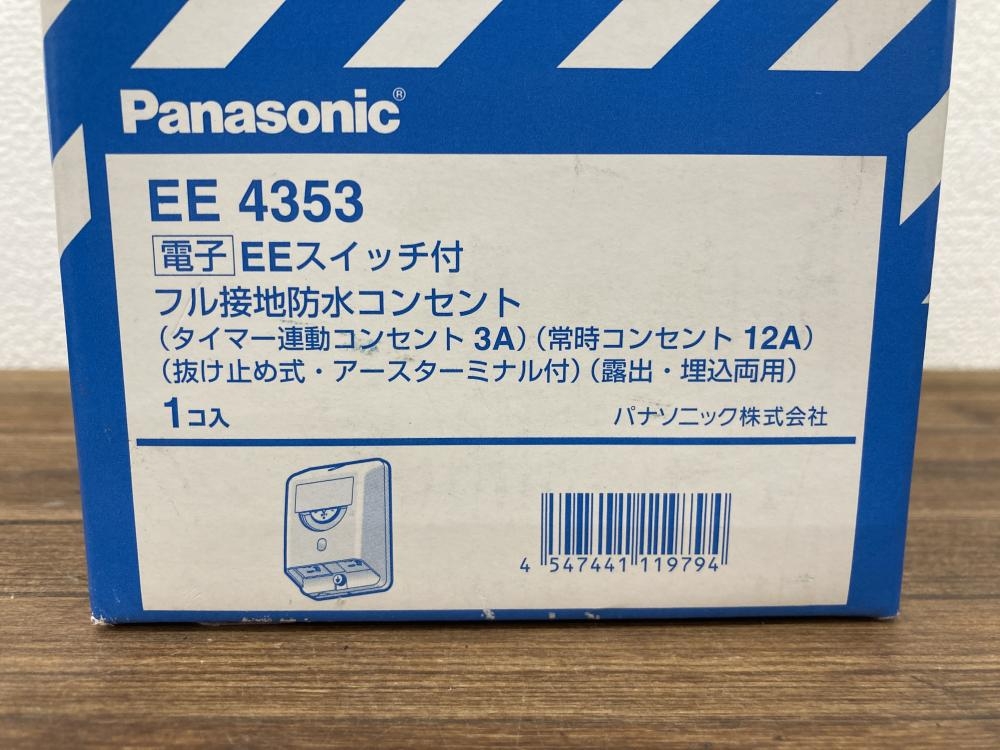 Panasonic®
EE 4353
電子 EEスイッチ付
フル接地防水コンセント
(タイマー連動コンセント 3A)(常時コンセント 12A)
(抜け止め式・アースターミナル付)(露出・埋込両用)
1コ入 パナソニック株式会社
4 547441 119794